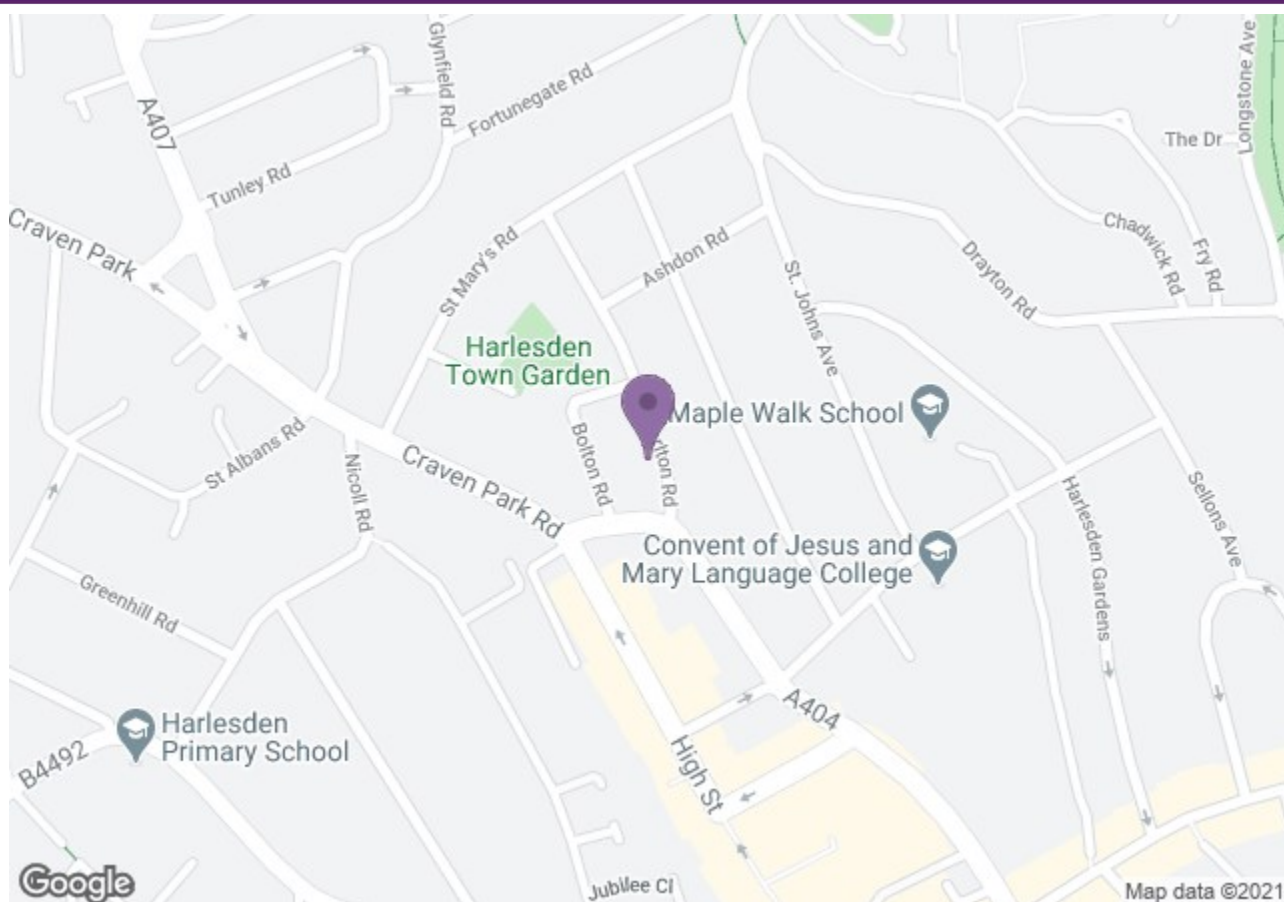 Glynfield Rd
Fortunegate Rd
A407
Tunley Rd
Craven Park
St Mary's Rd
Ashdon Rd
St. Johns Ave
Drayton Rd
Chadwick Rd
Fry Rd
The Dr
Longstone Ave
Harlesden
Town Garden
Maple Walk School
Bolton Rd
rlton Rd
St Albans Rd
Nicoll Rd
Craven Park Rd
Convent of Jesus and
Mary Language College
Harlesden Gardens
Sellons Ave
Greenhill Rd
Harlesden
Primary School
B4492
A404
High St
Jubilee Cl
Google
Map data ©2021